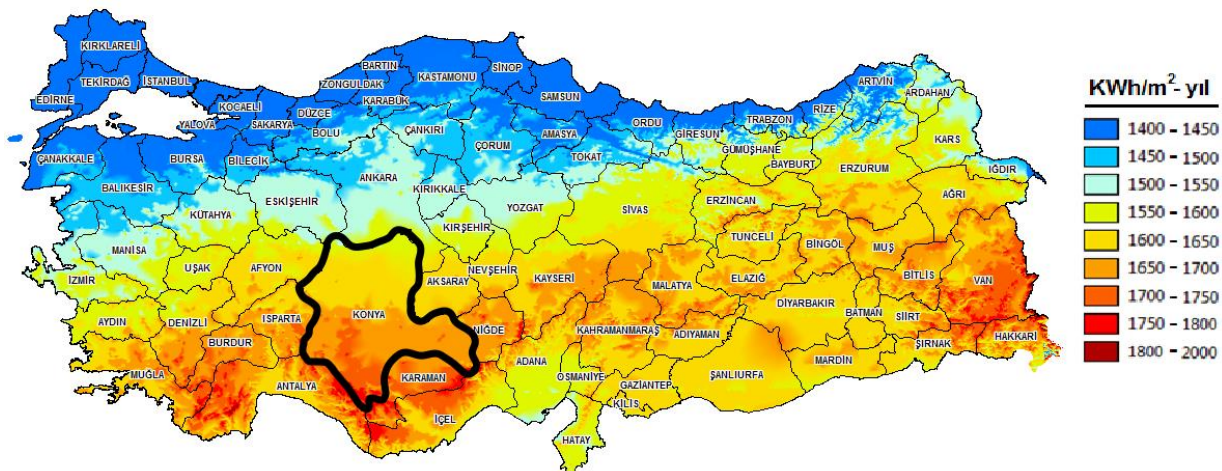 KIRKLARELİ
TEKİRDAĞ
İSTANBUL
EDİRNE
KOCAELİ
YALOVA
SAKARYA
DÜZCE
BOLU
ZONGULDAK
BARTIN
KARABÜK
KASTAMONU
SİNOP
SAMSUN
ÇANKIRI
ÇORUM
AMASYA
TOKAT
ORDU
GİRESUN
TRABZON
RİZE
ARTVİN
ARDAHAN
GÜMÜŞHANE
BAYBURT
KARS
ERZURUM
IĞDIR
AĞRI
ÇANAKKALE
BALIKESİR
BURSA
BİLECİK
ESKİŞEHİR
ANKARA
KIRIKKALE
KÜTAHYA
YOZGAT
KIRŞEHİR
SİVAS
ERZİNCAN
TUNCELİ
BİNGÖL
MUŞ
BİTLİS
VAN
MANİSA
İZMİR
UŞAK
AFYON
KONYA
AKSARAY
NEVŞEHİR
KAYSERİ
MALATYA
ELAZIĞ
DİYARBAKIR
BATMAN
SİİRT
ŞIRNAK
HAKKARİ
AYDIN
DENİZLİ
ISPARTA
BURDUR
NİĞDE
KAHRAMANMARAŞ
ADIYAMAN
MARDİN
ŞANLIURFA
MUĞLA
ANTALYA
KARAMAN
İÇEL
ADANA
OSMANİYE
GAZİANTEP
KİLİS
HATAY
KWh/m²- yıl
1400 – 1450
1450 – 1500
1500 – 1550
1550 – 1600
1600 – 1650
1650 – 1700
1700 – 1750
1750 – 1800
1800 – 2000